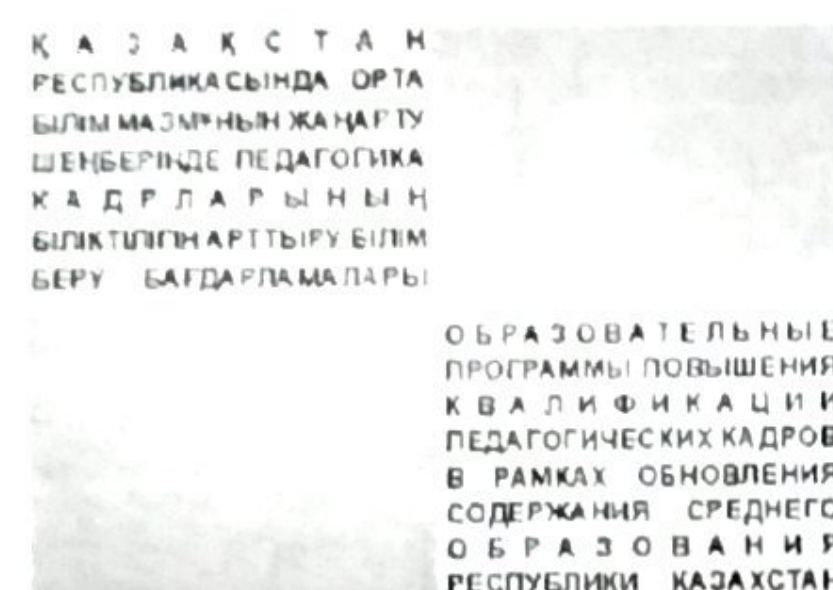 ҚАЗАҚСТАН
РЕСПУБЛИКАСЫНДА ОРТА
БІЛІМ МАЗМҰНЫН ЖАҢАРТУ
ШЕҢБЕРІНДЕ ПЕДАГОГИКА
КАДРЛАРЫНЫҢ
БІЛІКТІЛІГІН АРТТЫРУ БІЛІМ
БЕРУ БАҒДАРЛАМАЛАРЫ
ОБРАЗОВАТЕЛЬНЫЕ
ПРОГРАММЫ ПОВЫШЕНИЯ
КВАЛИФИКАЦИИ
ПЕДАГОГИЧЕСКИХ КАДРОВ
В РАМКАХ ОБНОВЛЕНИЯ
СОДЕРЖАНИЯ СРЕДНЕГО
ОБРАЗОВАНИЯ
РЕСПУБЛИКИ КАЗАХСТАН